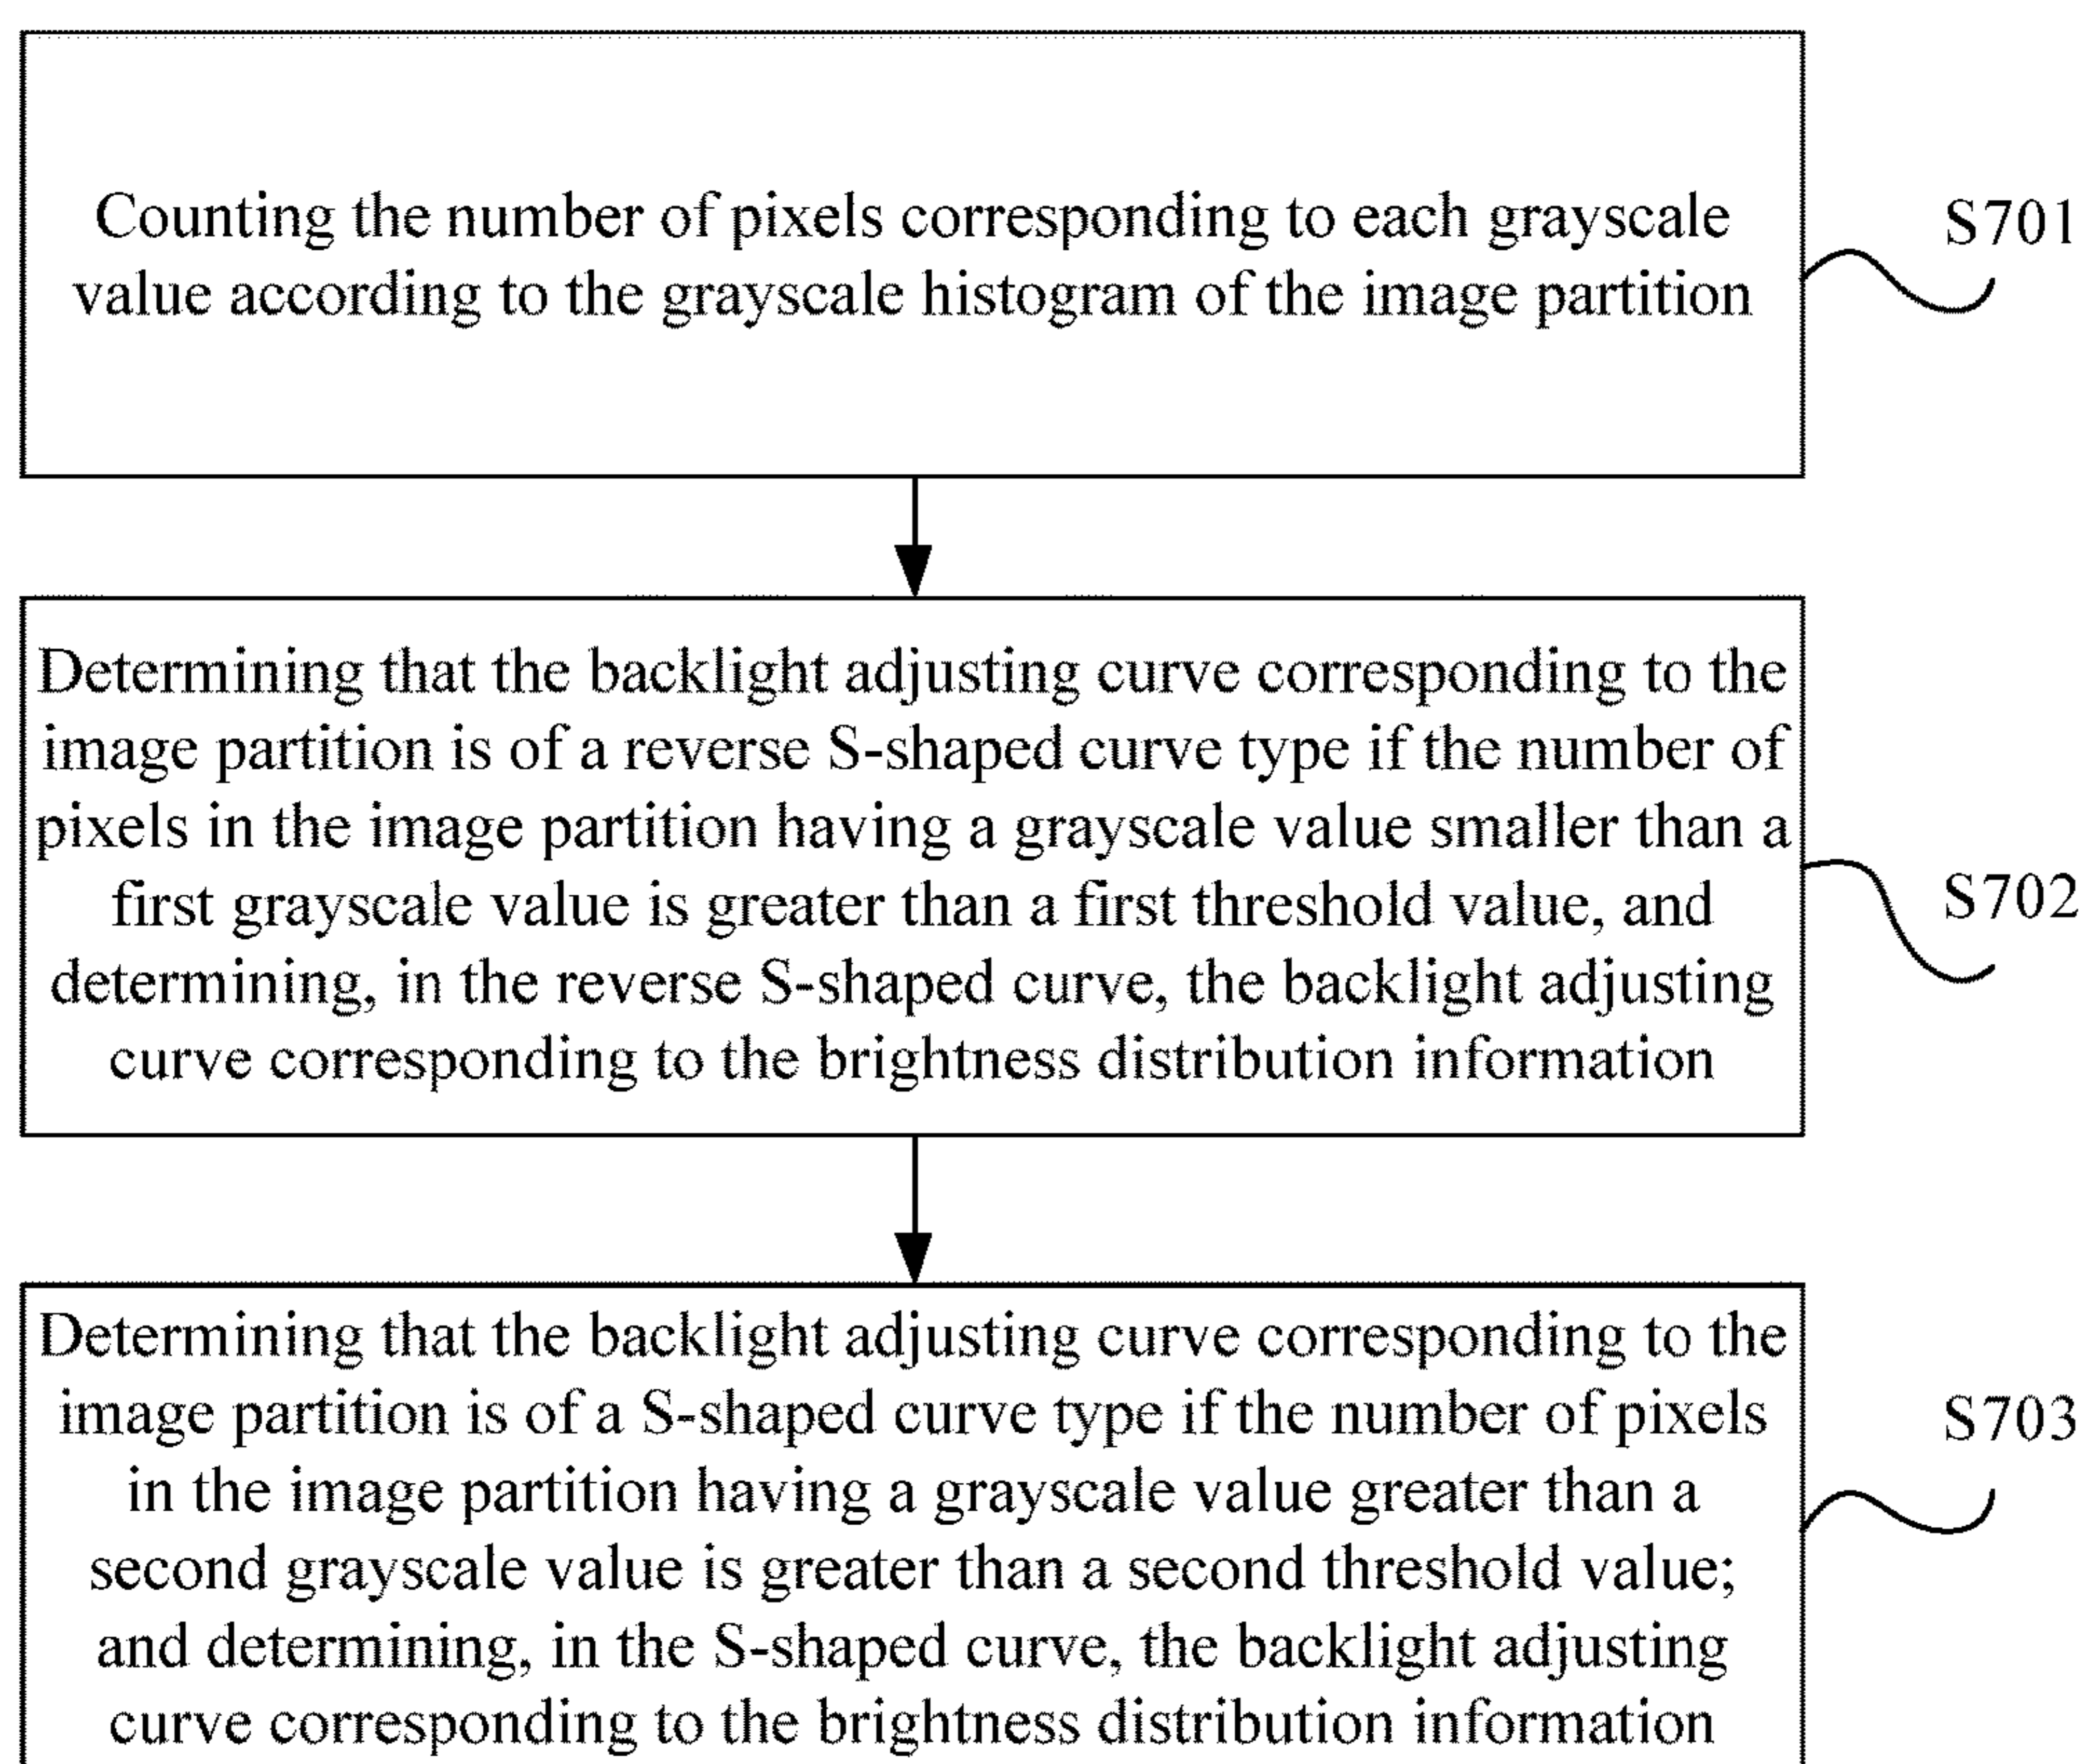 Counting the number of pixels corresponding to each grayscale
value according to the grayscale histogram of the image partition
S701
Determining that the backlight adjusting curve corresponding to the
image partition is of a reverse S-shaped curve type if the number of
pixels in the image partition having a grayscale value smaller than a
first grayscale value is greater than a first threshold value, and
determining, in the reverse S-shaped curve, the backlight adjusting
curve corresponding to the brightness distribution information
S702
Determining that the backlight adjusting curve corresponding to the
image partition is of a S-shaped curve type if the number of pixels
in the image partition having a grayscale value greater than a
second grayscale value is greater than a second threshold value;
and determining, in the S-shaped curve, the backlight adjusting
curve corresponding to the brightness distribution information
S703